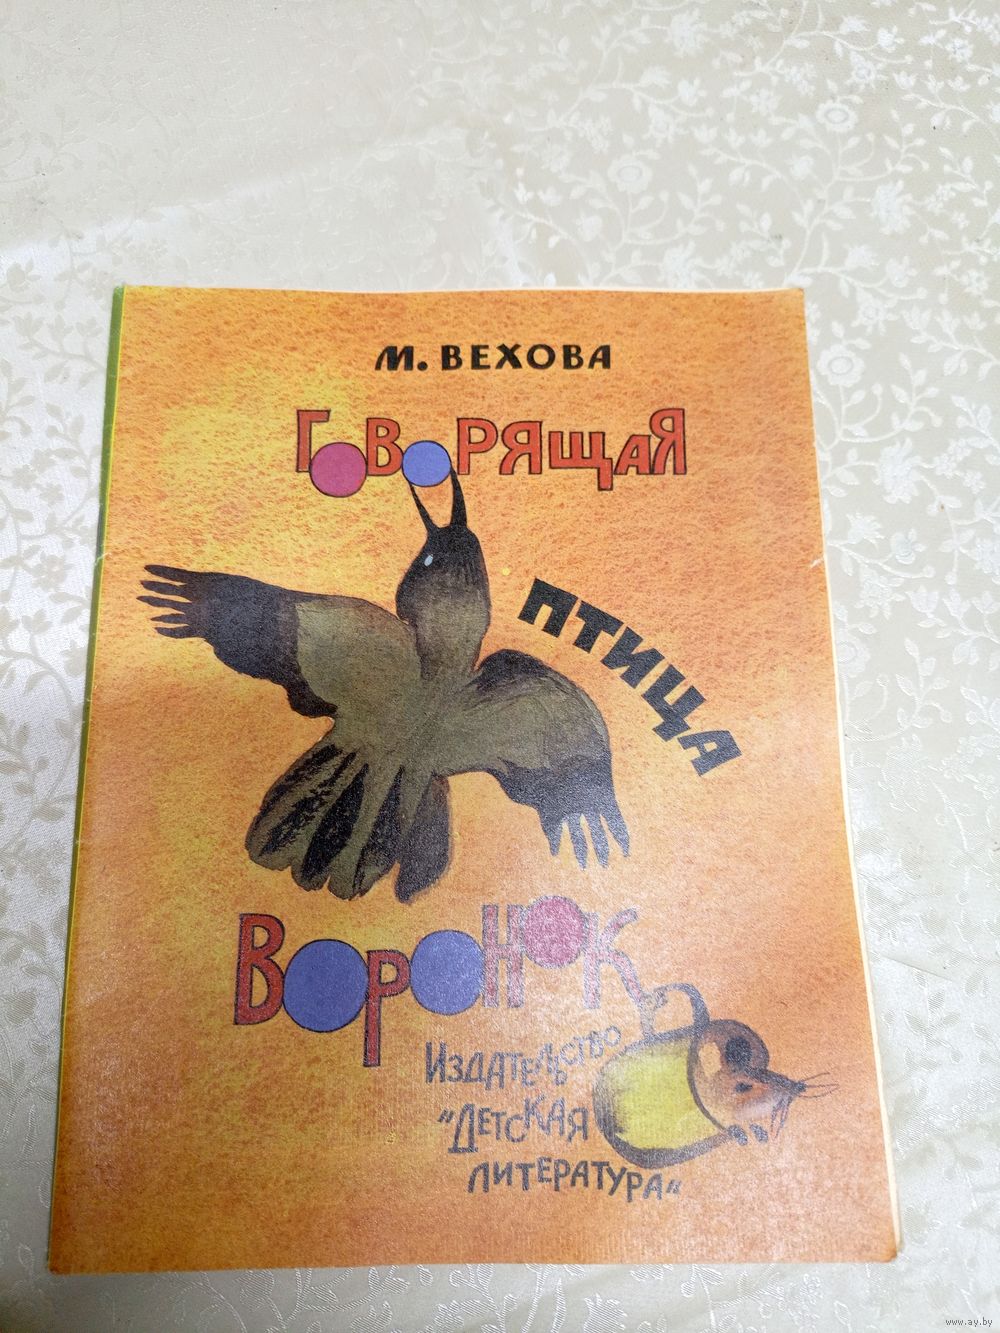 М. ВЕХОВА
ГОВОРЯЩАЯ
ПТИЦА
ВОРОНОК
ИЗДАТЕЛЬСТВО
"ДЕТСКАЯ
ЛИТЕРАТУРА"
www.ay.by